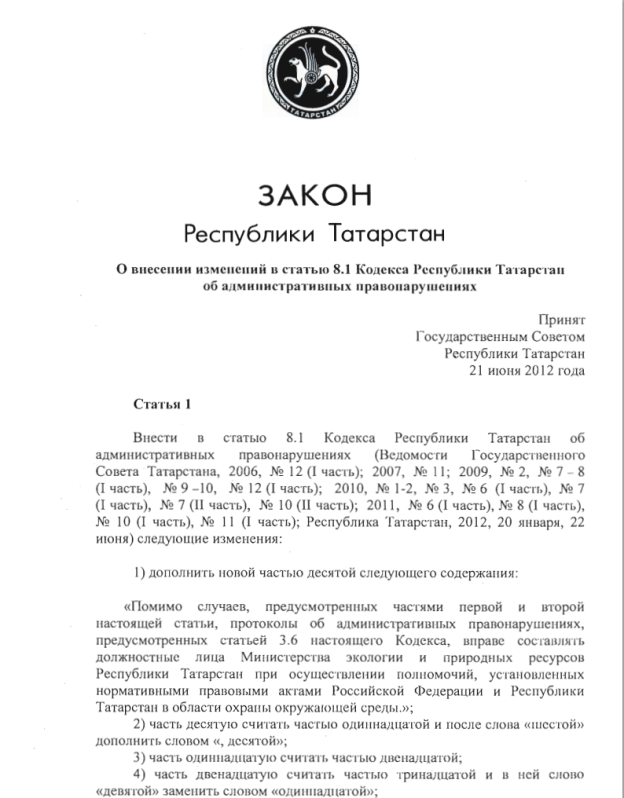 ТАТАРСТАН
ЗАКОН
Республики Татарстан
О внесении изменений в статью 8.1 Кодекса Республики Татарстан
об административных правонарушениях
Принят
Государственным Советом
Республики Татарстан
21 июня 2012 года
Статья 1
Внести в статью 8.1 Кодекса Республики Татарстан об
административных правонарушениях (Ведомости Государственного
Совета Татарстана, 2006, № 12 (I часть); 2007, № 11; 2009, № 2, № 7 – 8
(I часть), № 9 –10, № 12 (I часть); 2010, № 1-2, № 3, № 6 (I часть), № 7
(I часть), № 7 (II часть), № 10 (II часть); 2011, № 6 (I часть), № 8 (I часть),
№ 10 (I часть), № 11 (I часть); Республика Татарстан, 2012, 20 января, 22
июня) следующие изменения:
1) дополнить новой частью десятой следующего содержания:
«Помимо случаев, предусмотренных частями первой и второй
настоящей статьи, протоколы об административных правонарушениях,
предусмотренных статьей 3.6 настоящего Кодекса, вправе составлять
должностные лица Министерства экологии и природных ресурсов
Республики Татарстан при осуществлении полномочий, установленных
нормативными правовыми актами Российской Федерации и Республики
Татарстан в области охраны окружающей среды.»;
2) часть десятую считать частью одиннадцатой и после слова «шестой»
дополнить словом «, десятой»;
3) часть одиннадцатую считать частью двенадцатой;
4) часть двенадцатую считать частью тринадцатой и в ней слово
«девятой» заменить словом «одиннадцатой»;